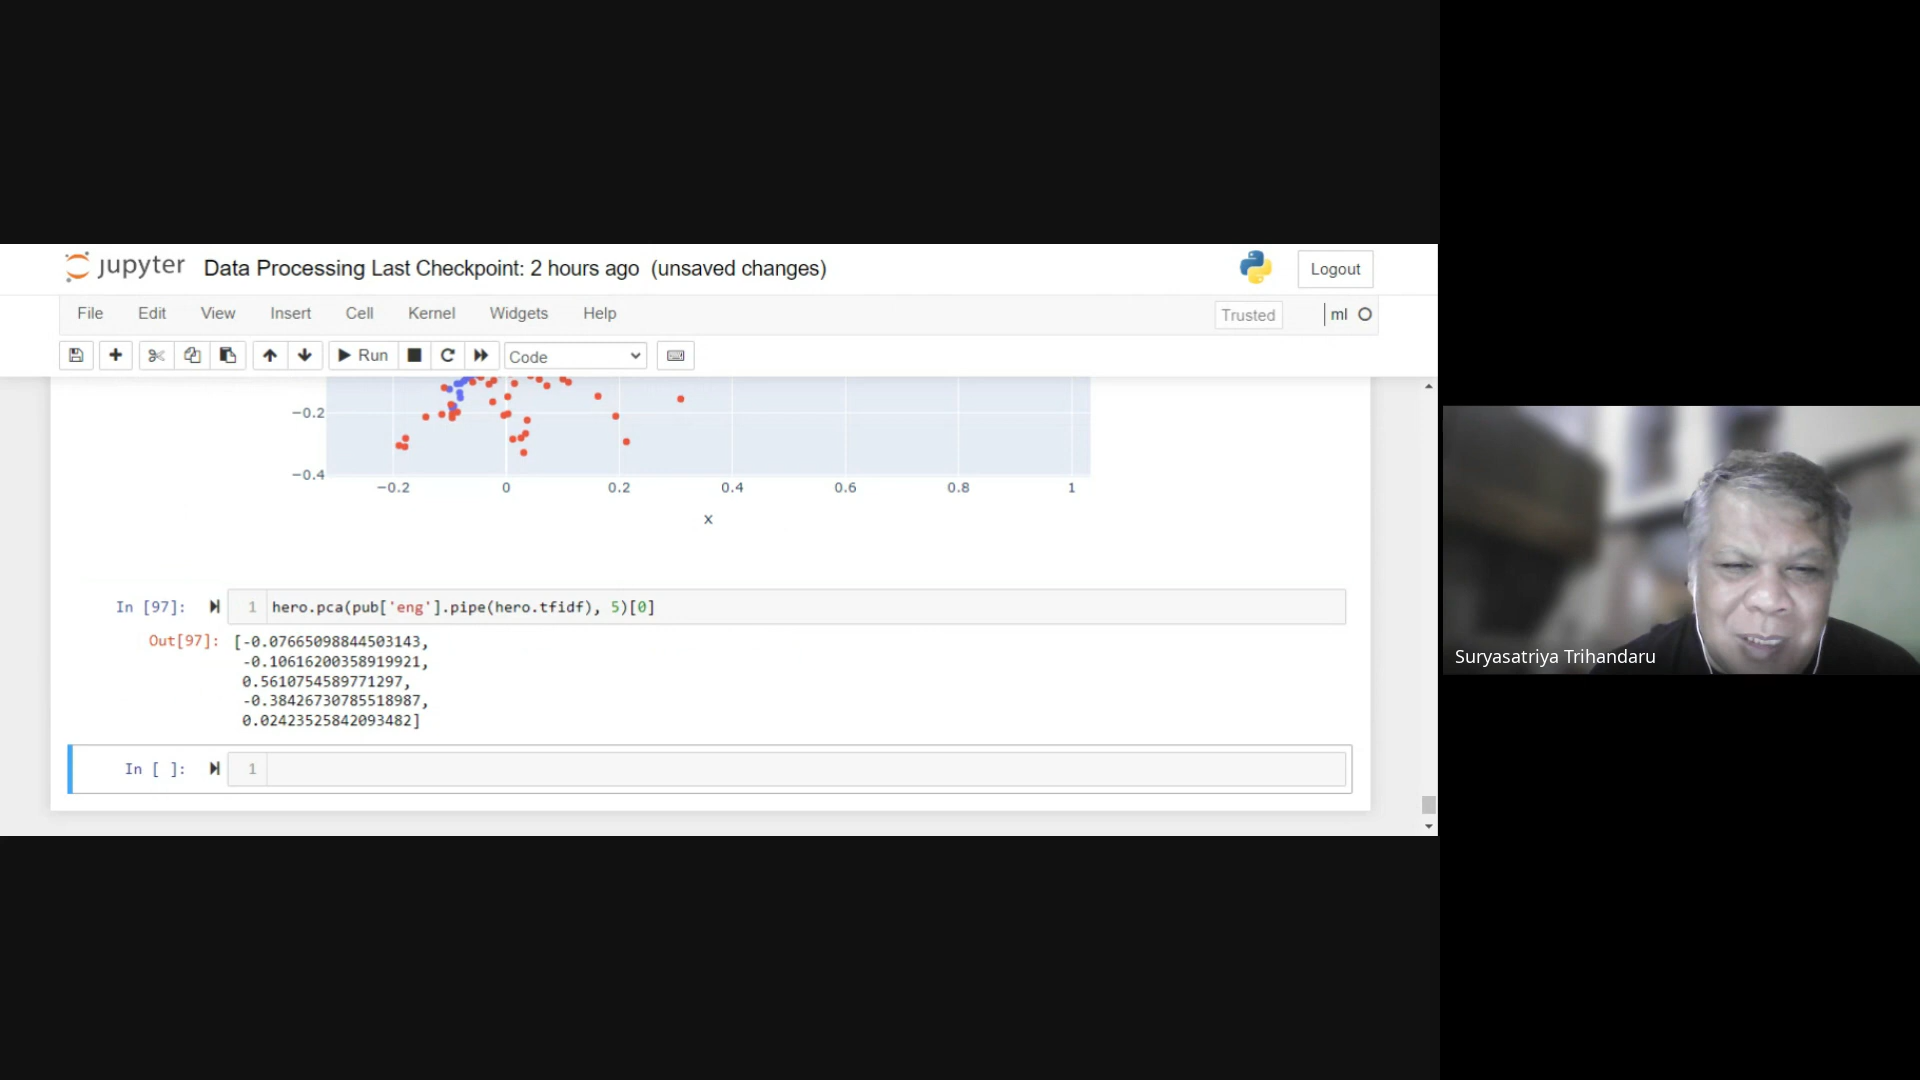 jupyter Data Processing Last Checkpoint: 2 hours ago (unsaved changes) Logout
File Edit View Insert Cell Kernel Widgets Help Trusted ml
Run Code
−0.2
−0.4
−0.2 0 0.2 0.4 0.6 0.8 1
x
In [97]: 1 hero.pca(pub['eng'].pipe(hero.tfidf), 5)[0]
Out[97]: [-0.07665098844503143,
-0.10616200358919921,
0.5610754589771297,
-0.38426730785518987,
0.02423525842093482]
In [ ]: 1
Suryasatriya Trihandaru